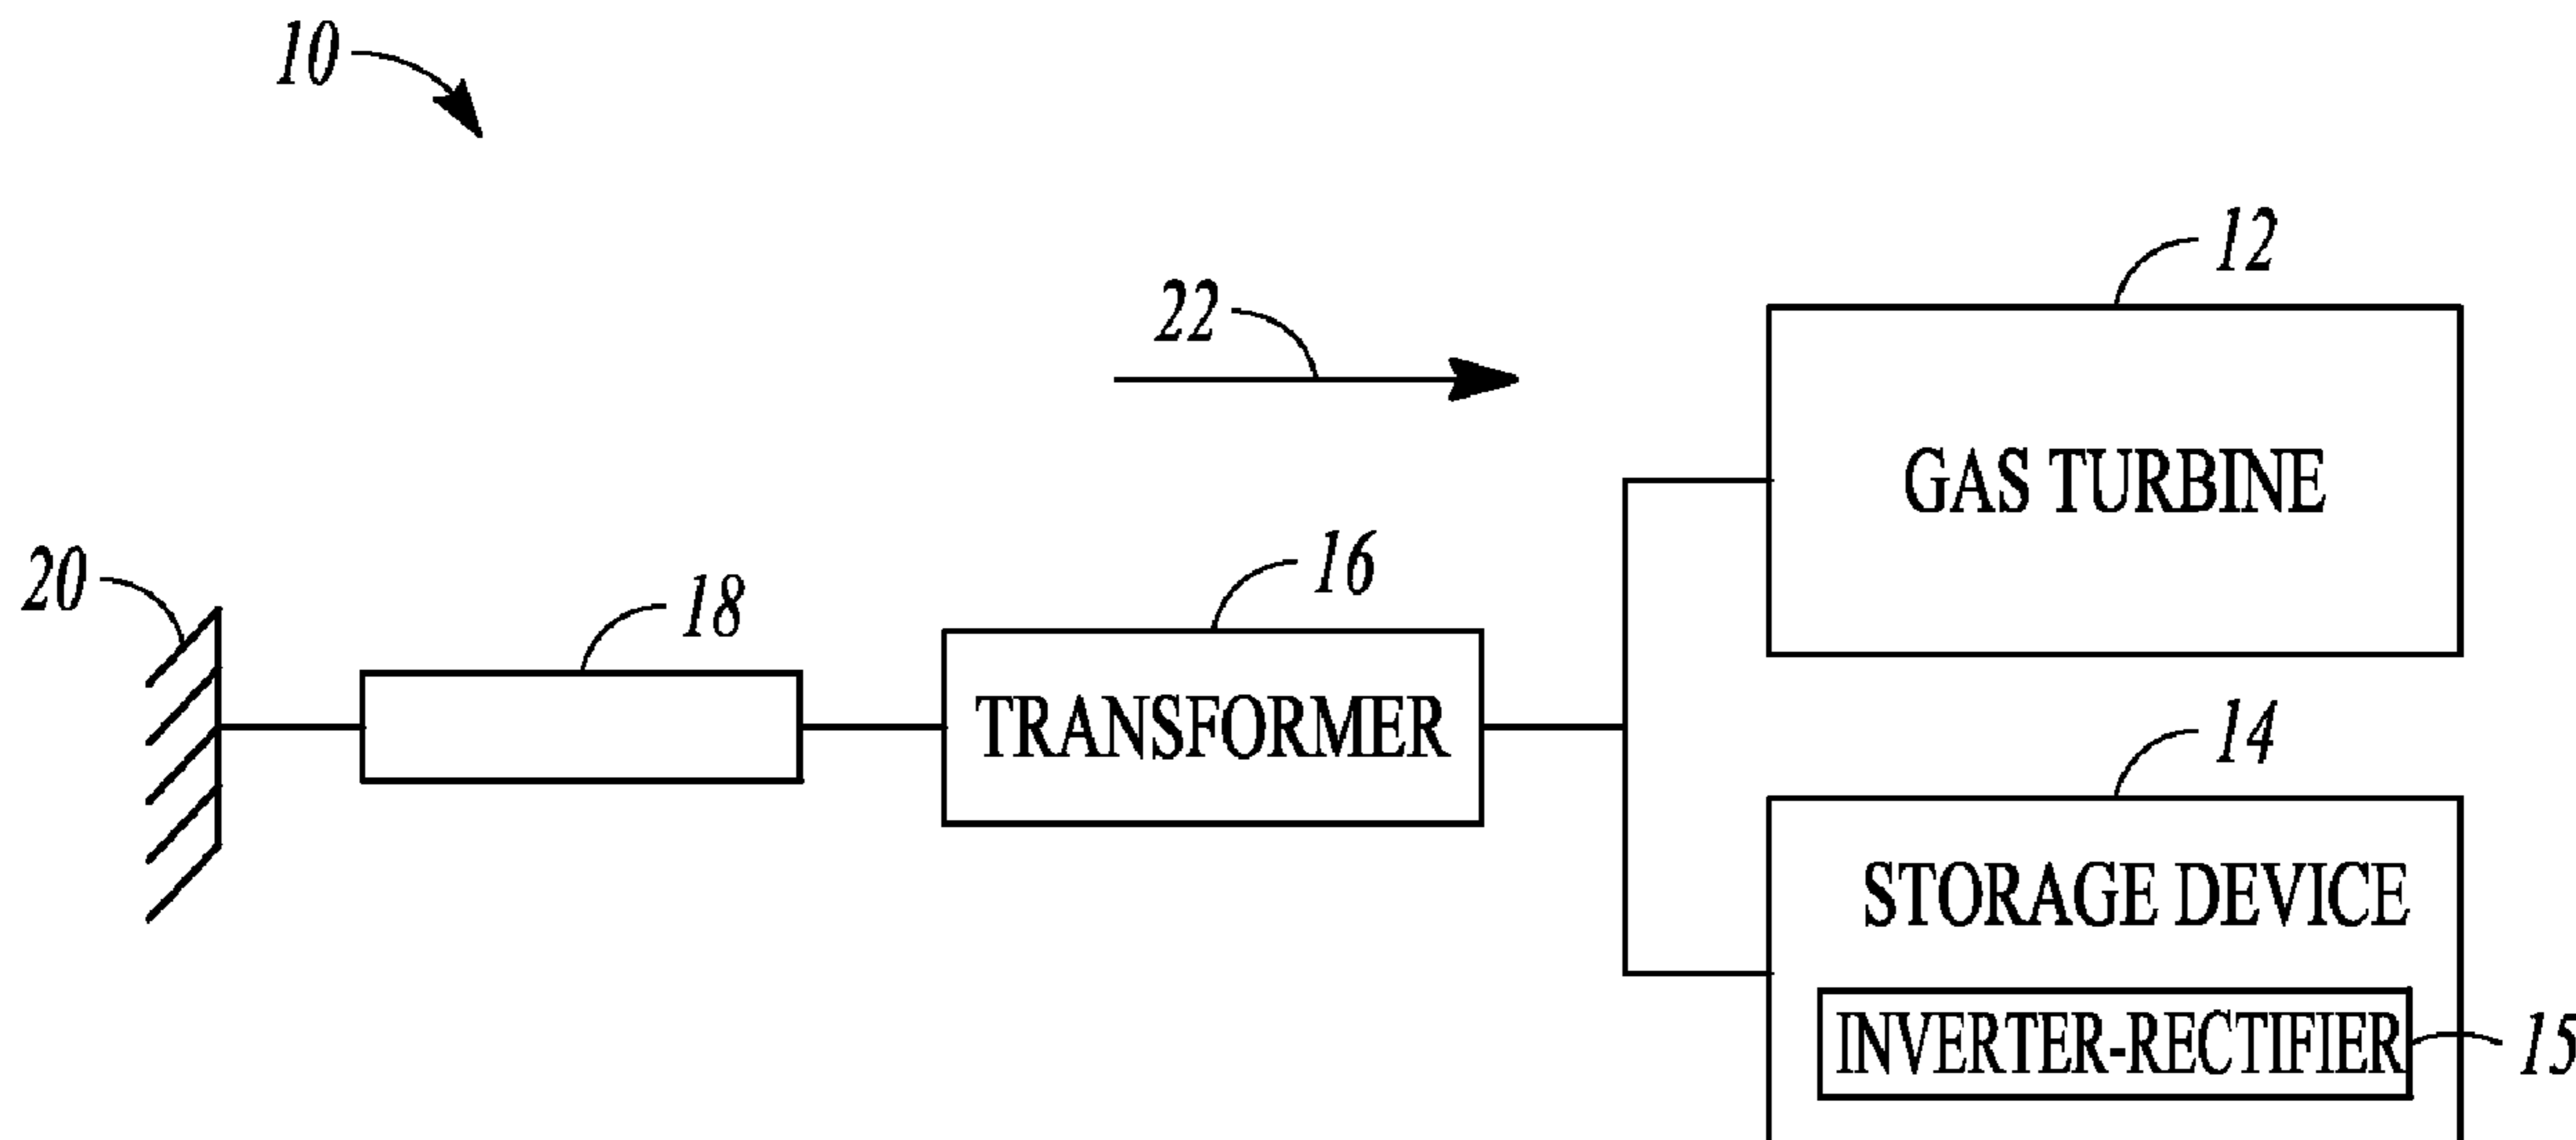 10
12
22
GAS TURBINE
16
18
20
TRANSFORMER
14
STORAGE DEVICE
INVERTER-RECTIFIER
15